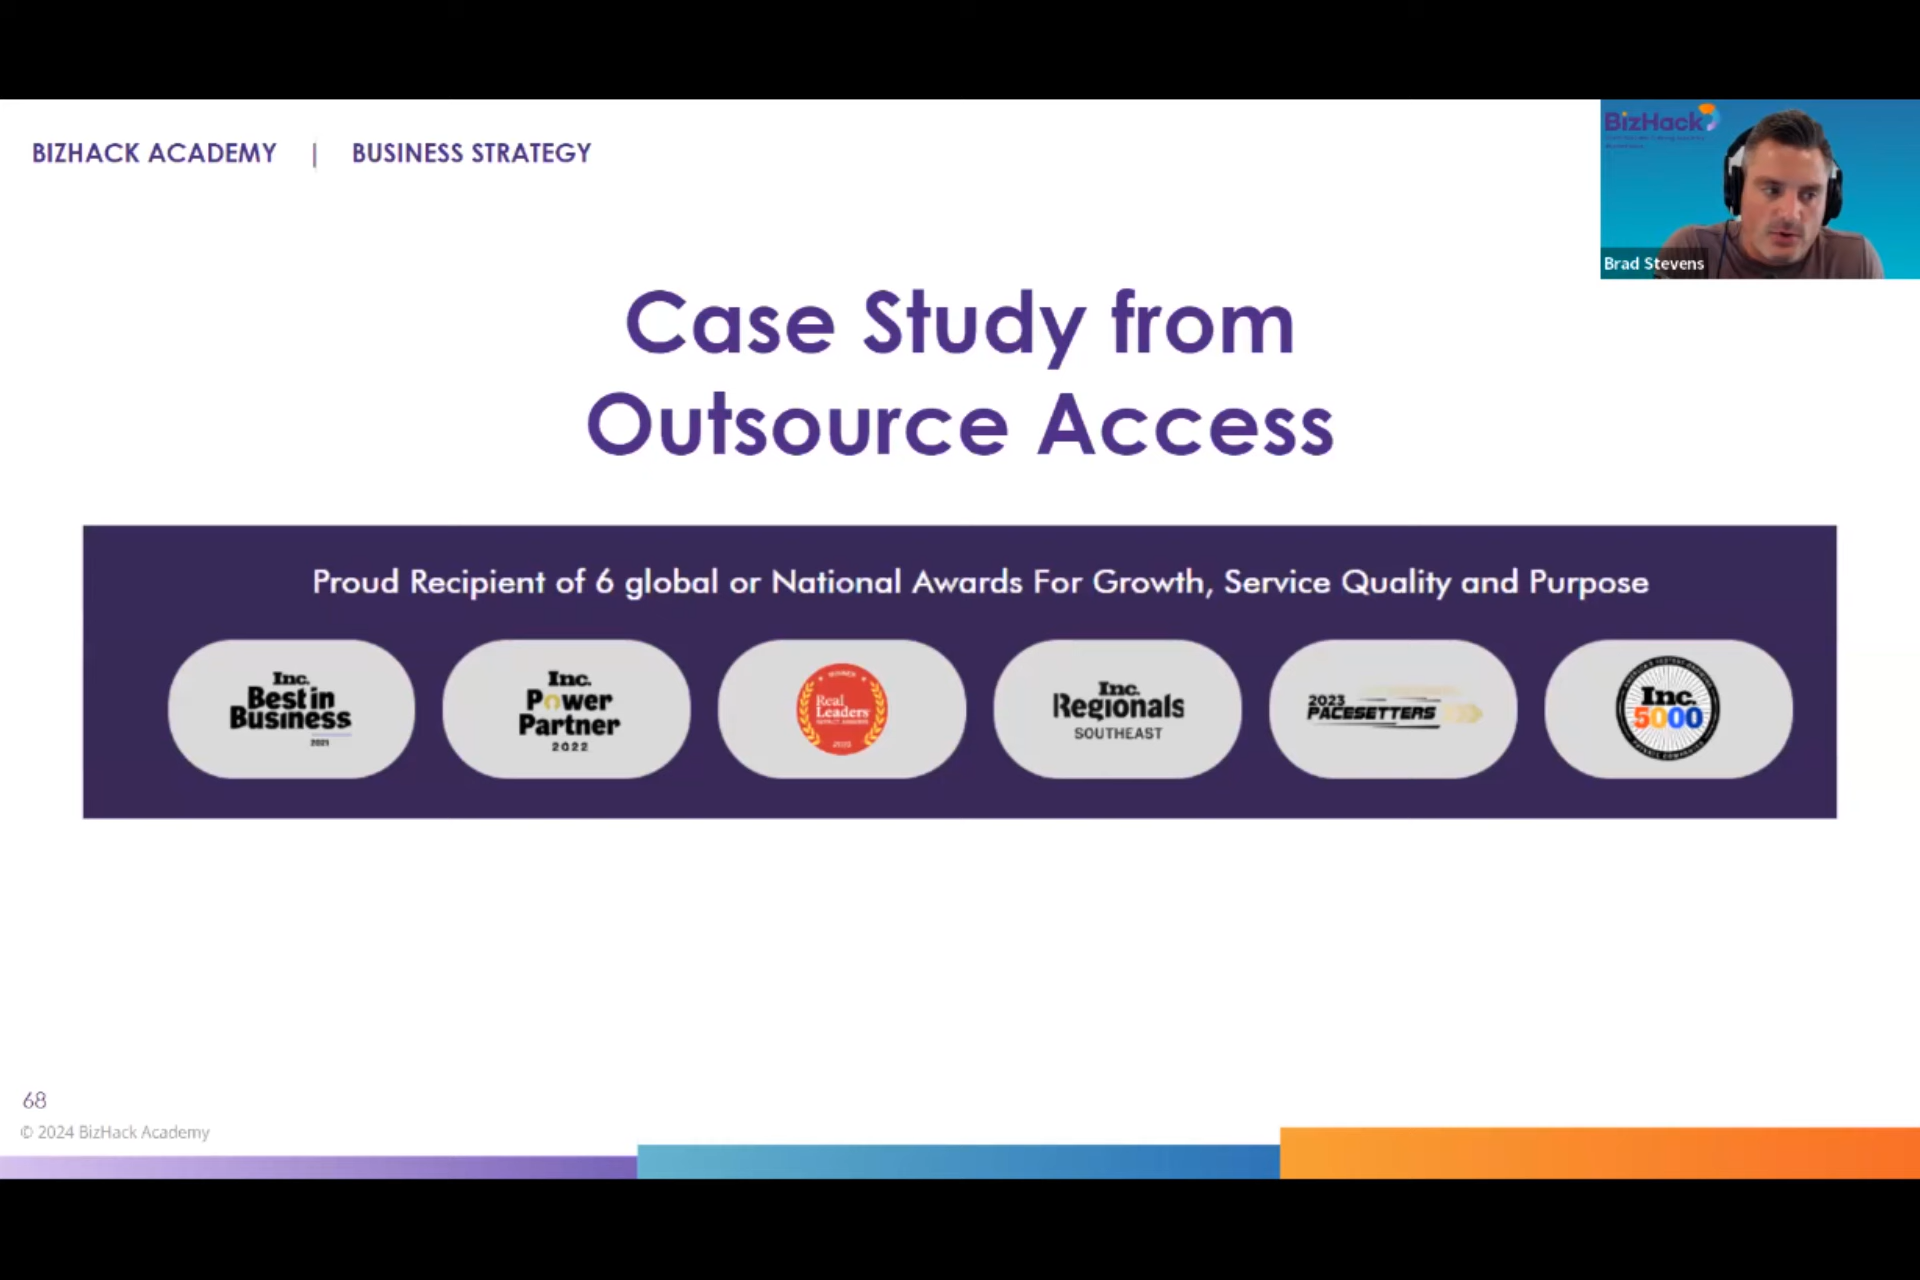 BIZHACK ACADEMY | BUSINESS STRATEGY
BizHack
Brad Stevens
Case Study from
Outsource Access
Proud Recipient of 6 global or National Awards For Growth, Service Quality and Purpose
Inc.
Best in
Business
2021
Inc.
Power
Partner
2022
WINNER
Real
Leaders
Inc.
Regionals
SOUTHEAST
2023
PACESETTERS
Inc.
5000
68
© 2024 BizHack Academy